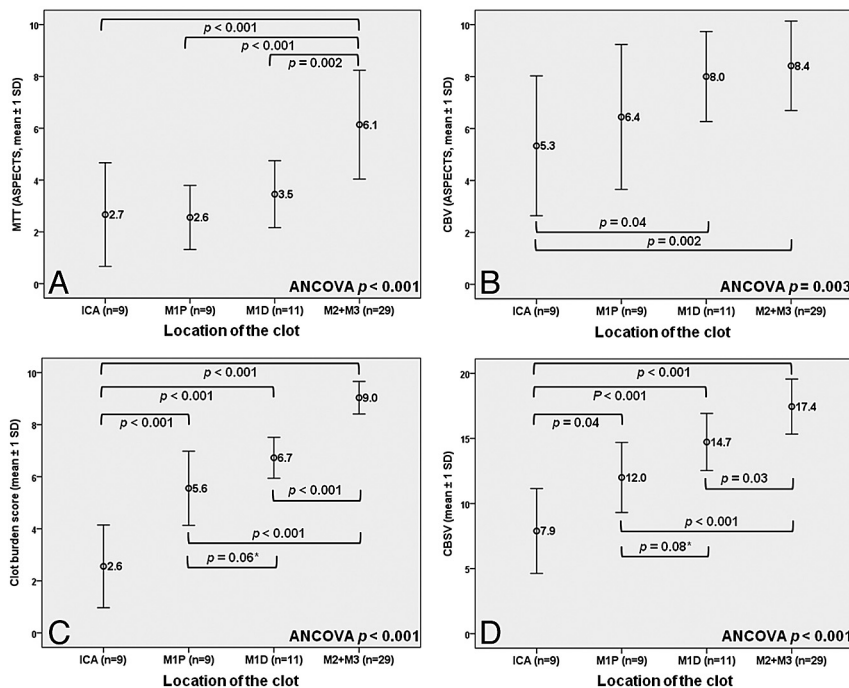 10
8
6
4
2
0
MTT (ASPECTS, mean ± 1 SD)
p < 0.001
p < 0.001
p = 0.002
2.7
2.6
3.5
6.1
A
ANCOVA p < 0.001
ICA (n=9) M1P (n=9) M1D (n=11) M2+M3 (n=29)
Location of the clot
10
8
6
4
2
0
CBV (ASPECTS, mean ± 1 SD)
5.3
6.4
8.0
8.4
p = 0.04
p = 0.002
B
ANCOVA p = 0.003
ICA (n=9) M1P (n=9) M1D (n=11) M2+M3 (n=29)
Location of the clot
10
8
6
4
2
0
Clot burden score (mean ± 1 SD)
p < 0.001
p < 0.001
p < 0.001
2.6
5.6
6.7
9.0
p < 0.001
p < 0.001
p = 0.06*
C
ANCOVA p < 0.001
ICA (n=9) M1P (n=9) M1D (n=11) M2+M3 (n=29)
Location of the clot
20
15
10
5
0
CBSV (mean ± 1 SD)
p < 0.001
P < 0.001
p = 0.04
7.9
12.0
14.7
17.4
p = 0.03
p < 0.001
p = 0.08*
D
ANCOVA p < 0.001
ICA (n=9) M1P (n=9) M1D (n=11) M2+M3 (n=29)
Location of the clot